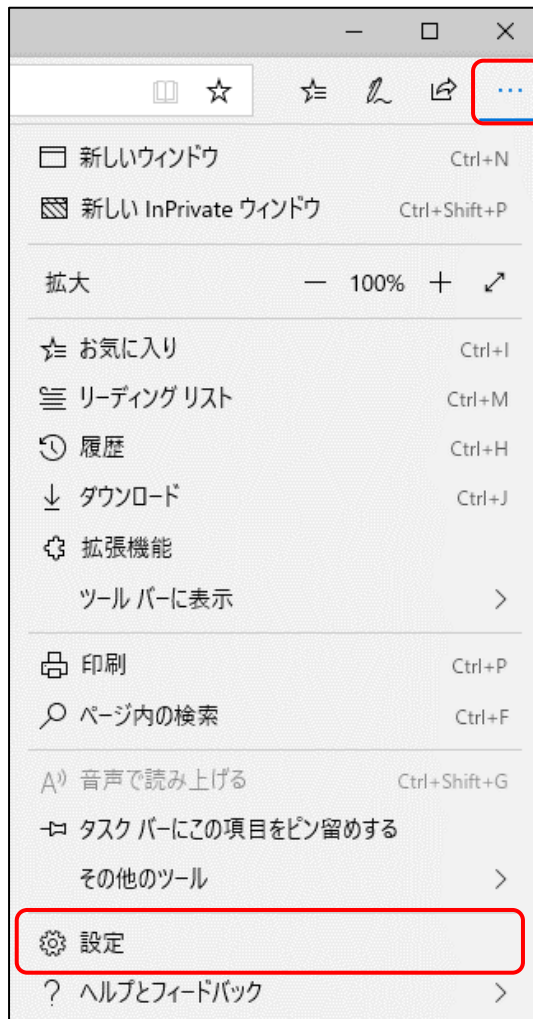 新しいウィンドウ Ctrl+N
新しい InPrivate ウィンドウ Ctrl+Shift+P
拡大 — 100% +
お気に入り Ctrl+I
リーディング リスト Ctrl+M
履歴 Ctrl+H
ダウンロード Ctrl+J
拡張機能
ツール バーに表示
印刷 Ctrl+P
ページ内の検索 Ctrl+F
音声で読み上げる Ctrl+Shift+G
タスク バーにこの項目をピン留めする
その他のツール
設定
ヘルプとフィードバック